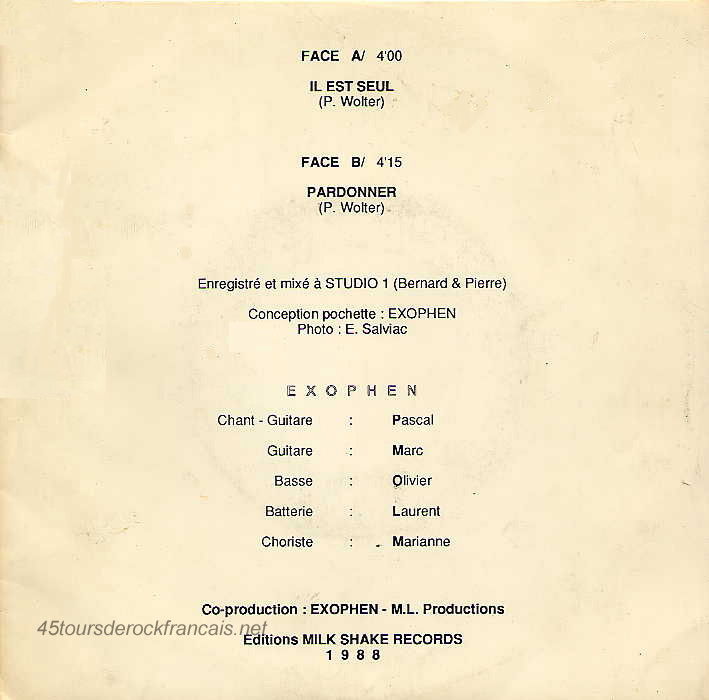 FACE A/ 4'00
IL EST SEUL
(P. Wolter)
FACE B/ 4'15
PARDONNER
(P. Wolter)
Enregistré et mixé à STUDIO 1 (Bernard & Pierre)
Conception pochette : EXOPHEN
Photo : E. Salviac
EXOPHEN
Chant - Guitare : Pascal
Guitare : Marc
Basse : Olivier
Batterie : Laurent
Choriste : Marianne
Co-production : EXOPHEN - M.L. Productions
45toursderockfrancais.net
Editions MILK SHAKE RECORDS
1988